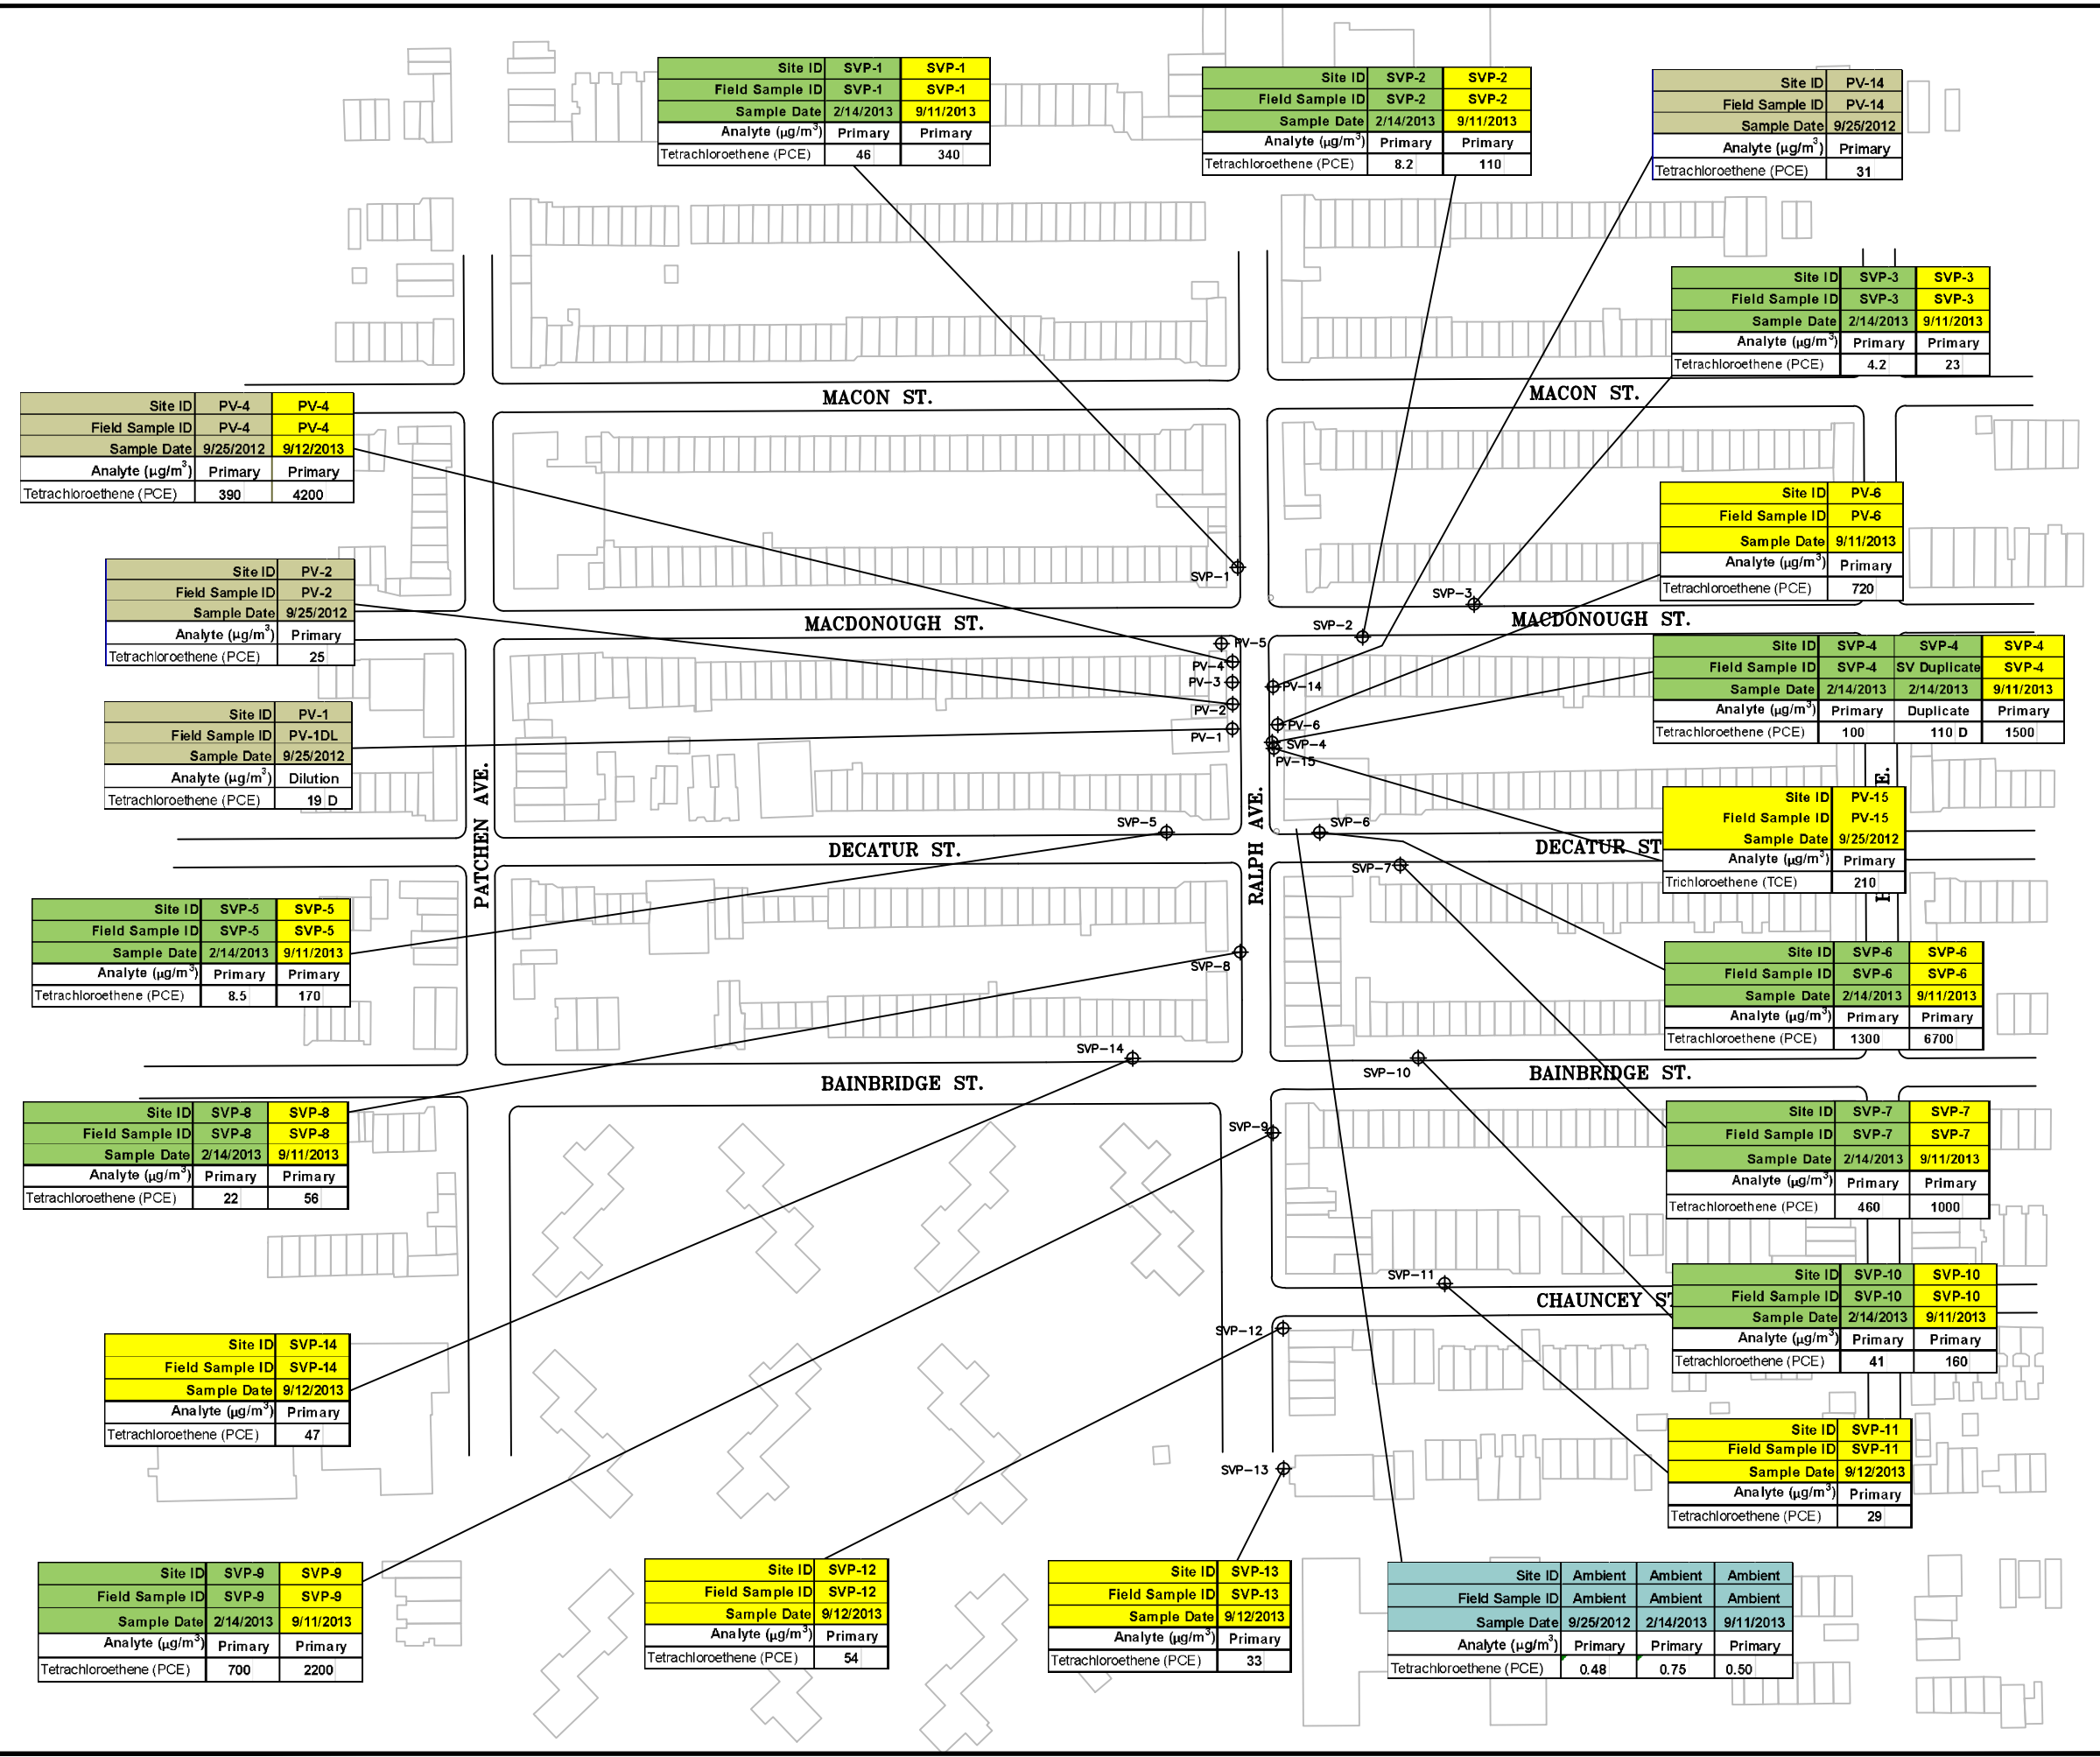 Site ID SVP-1 SVP-1
Field Sample ID SVP-1 SVP-1
Sample Date 2/14/2013 9/11/2013
Analyte (µg/m³) Primary Primary
Tetrachloroethene (PCE) 46 340
Site ID SVP-2 SVP-2
Field Sample ID SVP-2 SVP-2
Sample Date 2/14/2013 9/11/2013
Analyte (µg/m³) Primary Primary
Tetrachloroethene (PCE) 8.2 110
Site ID PV-14
Field Sample ID PV-14
Sample Date 9/25/2012
Analyte (µg/m³) Primary
Tetrachloroethene (PCE) 31
Site ID SVP-3 SVP-3
Field Sample ID SVP-3 SVP-3
Sample Date 2/14/2013 9/11/2013
Analyte (µg/m³) Primary Primary
Tetrachloroethene (PCE) 4.2 23
MACON ST.
MACON ST.
Site ID PV-4 PV-4
Field Sample ID PV-4 PV-4
Sample Date 9/25/2012 9/12/2013
Analyte (µg/m³) Primary Primary
Tetrachloroethene (PCE) 390 4200
Site ID PV-6
Field Sample ID PV-6
Sample Date 9/11/2013
Analyte (µg/m³) Primary
Tetrachloroethene (PCE) 720
Site ID PV-2
Field Sample ID PV-2
Sample Date 9/25/2012
Analyte (µg/m³) Primary
Tetrachloroethene (PCE) 25
SVP-1
SVP-3
MACDONOUGH ST.
MACDONOUGH ST.
SVP-2
PV-5
PV-4
PV-3
PV-2
PV-1
PV-14
PV-6
SVP-4
PV-15
Site ID SVP-4 SVP-4 SVP-4
Field Sample ID SVP-4 SV Duplicate SVP-4
Sample Date 2/14/2013 2/14/2013 9/11/2013
Analyte (µg/m³) Primary Duplicate Primary
Tetrachloroethene (PCE) 100 110 D 1500
Site ID PV-1
Field Sample ID PV-1DL
Sample Date 9/25/2012
Analyte (µg/m³) Dilution
Tetrachloroethene (PCE) 19 D
PATCHEN AVE.
RALPH AVE.
VE.
Site ID PV-15
Field Sample ID PV-15
Sample Date 9/25/2012
Analyte (µg/m³) Primary
Trichloroethene (TCE) 210
SVP-5
SVP-6
DECATUR ST.
DECATUR ST
SVP-7
Site ID SVP-5 SVP-5
Field Sample ID SVP-5 SVP-5
Sample Date 2/14/2013 9/11/2013
Analyte (µg/m³) Primary Primary
Tetrachloroethene (PCE) 8.5 170
SVP-8
Site ID SVP-6 SVP-6
Field Sample ID SVP-6 SVP-6
Sample Date 2/14/2013 9/11/2013
Analyte (µg/m³) Primary Primary
Tetrachloroethene (PCE) 1300 6700
SVP-14
SVP-10
BAINBRIDGE ST.
BAINBRIDGE ST.
Site ID SVP-8 SVP-8
Field Sample ID SVP-8 SVP-8
Sample Date 2/14/2013 9/11/2013
Analyte (µg/m³) Primary Primary
Tetrachloroethene (PCE) 22 56
SVP-9
Site ID SVP-7 SVP-7
Field Sample ID SVP-7 SVP-7
Sample Date 2/14/2013 9/11/2013
Analyte (µg/m³) Primary Primary
Tetrachloroethene (PCE) 460 1000
SVP-11
CHAUNCEY ST
SVP-12
Site ID SVP-10 SVP-10
Field Sample ID SVP-10 SVP-10
Sample Date 2/14/2013 9/11/2013
Analyte (µg/m³) Primary Primary
Tetrachloroethene (PCE) 41 160
Site ID SVP-14
Field Sample ID SVP-14
Sample Date 9/12/2013
Analyte (µg/m³) Primary
Tetrachloroethene (PCE) 47
SVP-13
Site ID SVP-11
Field Sample ID SVP-11
Sample Date 9/12/2013
Analyte (µg/m³) Primary
Tetrachloroethene (PCE) 29
Site ID SVP-9 SVP-9
Field Sample ID SVP-9 SVP-9
Sample Date 2/14/2013 9/11/2013
Analyte (µg/m³) Primary Primary
Tetrachloroethene (PCE) 700 2200
Site ID SVP-12
Field Sample ID SVP-12
Sample Date 9/12/2013
Analyte (µg/m³) Primary
Tetrachloroethene (PCE) 54
Site ID SVP-13
Field Sample ID SVP-13
Sample Date 9/12/2013
Analyte (µg/m³) Primary
Tetrachloroethene (PCE) 33
Site ID Ambient Ambient Ambient
Field Sample ID Ambient Ambient Ambient
Sample Date 9/25/2012 2/14/2013 9/11/2013
Analyte (µg/m³) Primary Primary Primary
Tetrachloroethene (PCE) 0.48 0.75 0.50